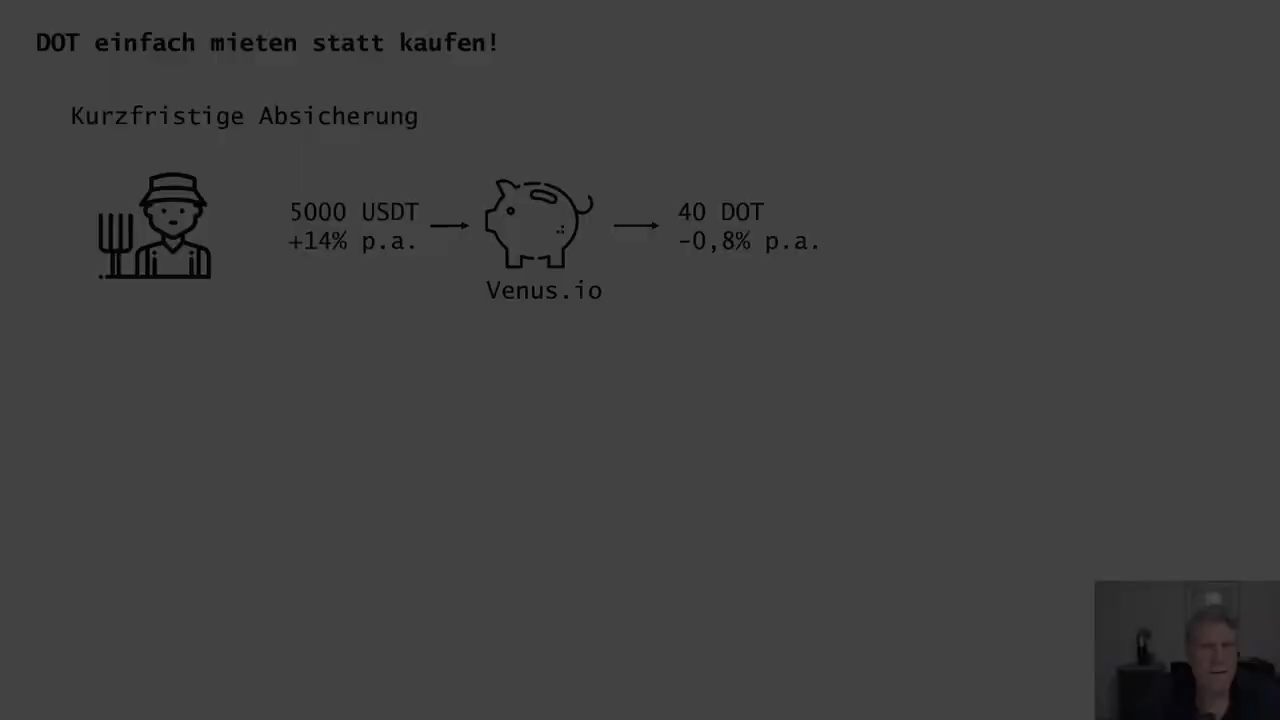 DOT einfach mieten statt kaufen!
Kurzfristige Absicherung
5000 USDT
+14% p.a.
40 DOT
-0,8% p.a.
Venus.io